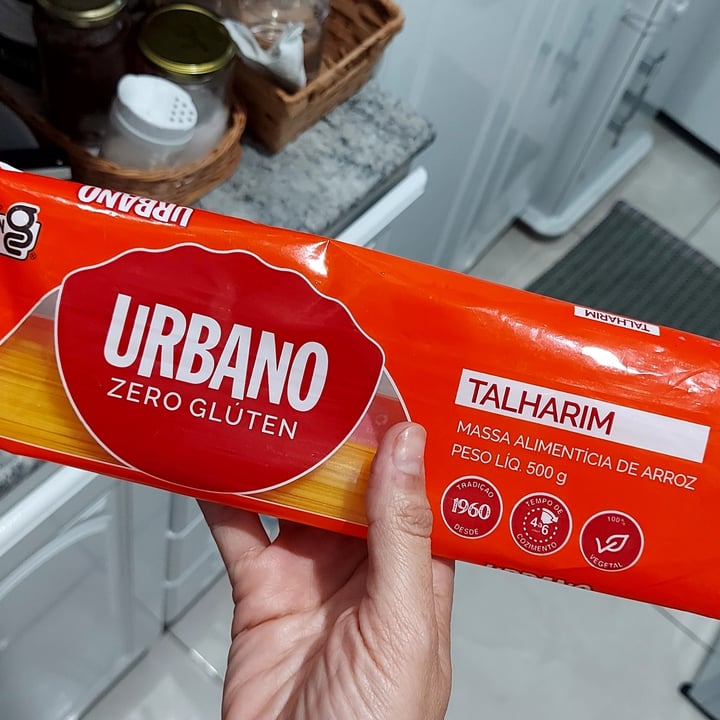 URBANO
URBANO
ZERO GLÚTEN
TALHARIM
TALHARIM
MASSA ALIMENTÍCIA DE ARROZ
PESO LÍQ. 500 g
TRADIÇÃO
1960
DESDE
TEMPO DE
4 a 6
COZIMENTO
100%
VEGETAL